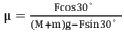 μ = Fcos30°/(M+m)g−Fsin30°